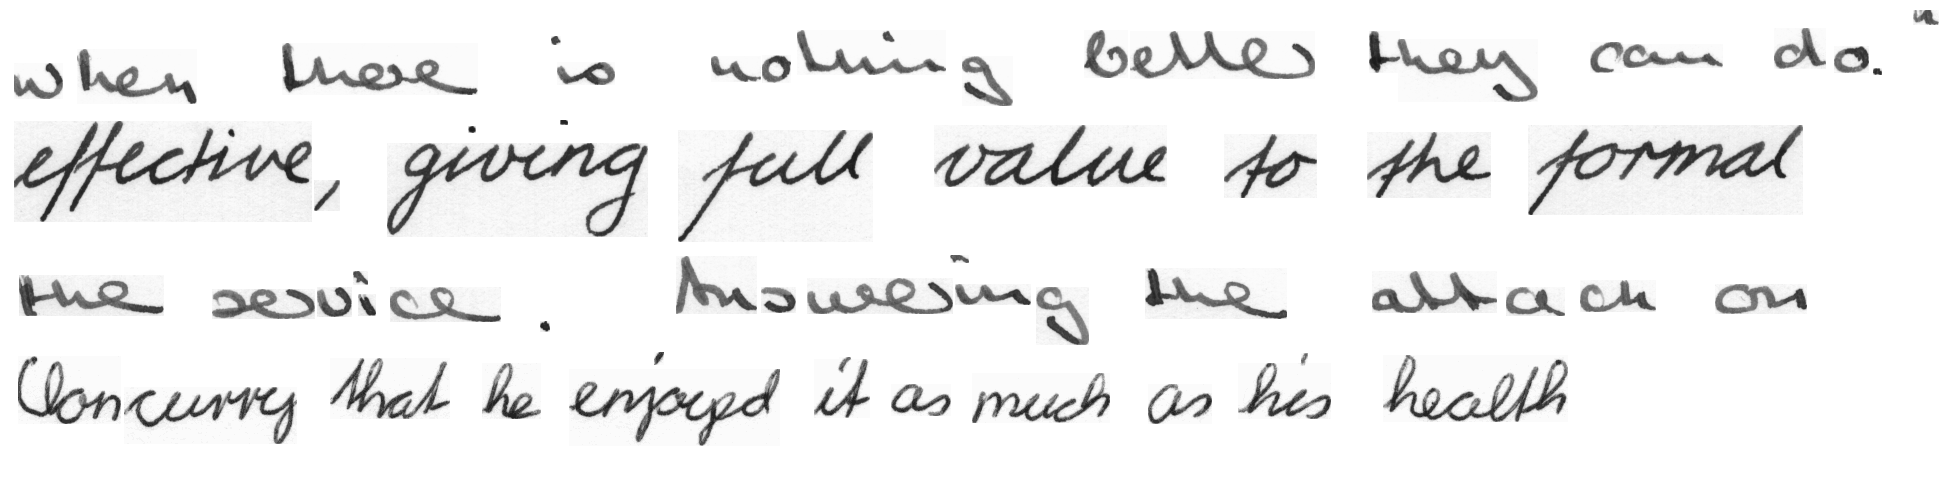 when there is nothing better they can do."
effective, giving full value to the formal
the service. Answering the attack on
that he enjoyed it as much as his health